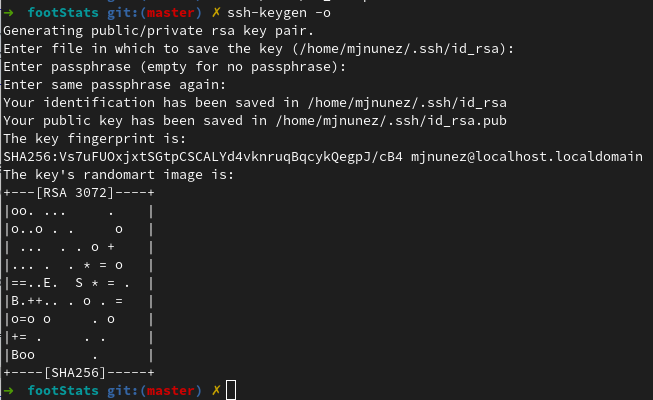 → footStats git:(master) ✗ ssh-keygen -o
Generating public/private rsa key pair.
Enter file in which to save the key (/home/mjnunez/.ssh/id_rsa):
Enter passphrase (empty for no passphrase):
Enter same passphrase again:
Your identification has been saved in /home/mjnunez/.ssh/id_rsa
Your public key has been saved in /home/mjnunez/.ssh/id_rsa.pub
The key fingerprint is:
SHA256:Vs7uFUOxjxtSGtpCSCALYd4vknruqBqcykQegpJ/cB4 mjnunez@localhost.localdomain
The key's randomart image is:
+---[RSA 3072]----+
|oo. ...     .    |
|o..o . .     o   |
| ...  . . o +    |
|... .  . * = o   |
|==..E.  S * = .  |
|B.++.. . o . =   |
|o=o o     . o    |
|+= .     . .     |
|Boo       .      |
+----[SHA256]-----+
→ footStats git:(master) ✗